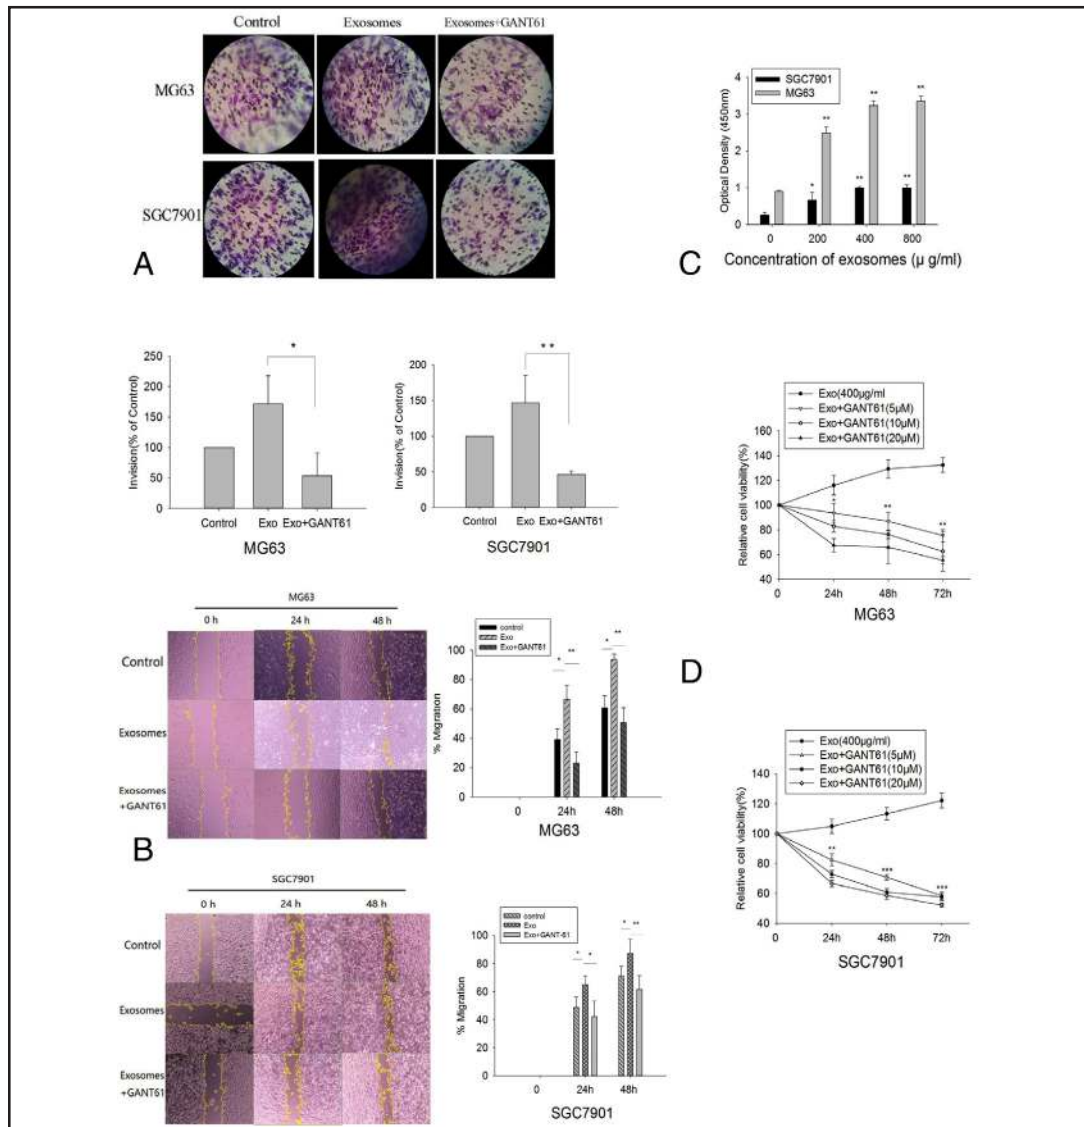 Control Exosomes Exosomes+GANT61
MG63
SGC7901
A
SGC7901
MG63
Optical Density (450nm)
4
3
2
1
0
*
**
**
**
**
**
0 200 400 800
Concentration of exosomes (µ g/ml)
C
Invision(% of Control)
250
200
150
100
50
0
*
Control Exo Exo+GANT61
MG63
Invision(% of Control)
200
150
100
50
0
**
Control Exo Exo+GANT61
SGC7901
Exo(400µg/ml
Exo+GANT61(5µM)
Exo+GANT61(10µM)
Exo+GANT61(20µM)
Relative cell viability(%)
160
140
120
100
80
60
40
*
**
**
0 24h 48h 72h
MG63
D
MG63
0 h 24 h 48 h
Control
Exosomes
Exosomes
+GANT61
B
control
Exo
Exo+GANT61
% Migration
100
80
60
40
20
0
* **
* **
0 24h 48h
MG63
Exo(400µg/ml)
Exo+GANT61(5µM)
Exo+GANT61(10µM)
Exo+GANT61(20µM)
Relative cell viability(%)
140
120
100
80
60
40
**
***
***
0 24h 48h 72h
SGC7901
SGC7901
0 h 24 h 48 h
Control
Exosomes
Exosomes
+GANT61
control
Exo
Exo+GANT-61
% Migration
100
80
60
40
20
0
* *
* **
0 24h 48h
SGC7901